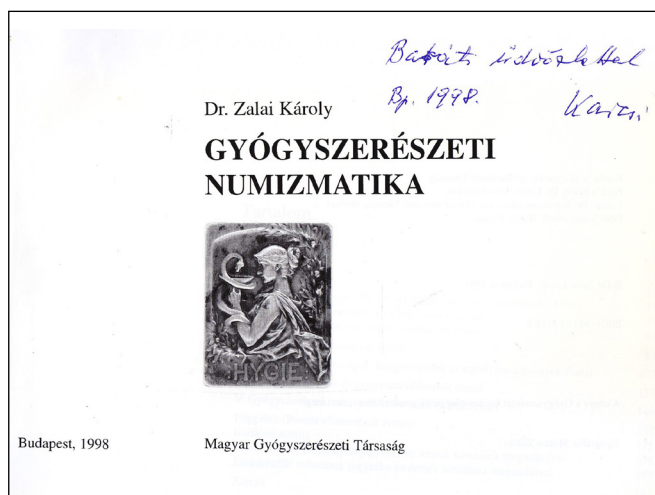 Baráti üdvözlettel
Bp. 1998.
Karcsi
Dr. Zalai Károly
GYÓGYSZERÉSZETI
NUMIZMATIKA
HYGIE
Budapest, 1998
Magyar Gyógyszerészeti Társaság